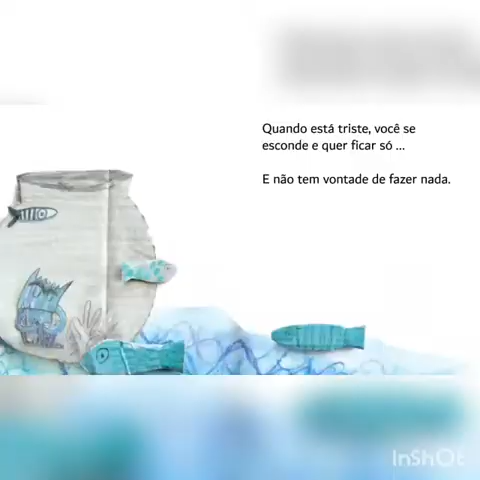 Quando está triste, você se
esconde e quer ficar só ...
E não tem vontade de fazer nada.
InShOt